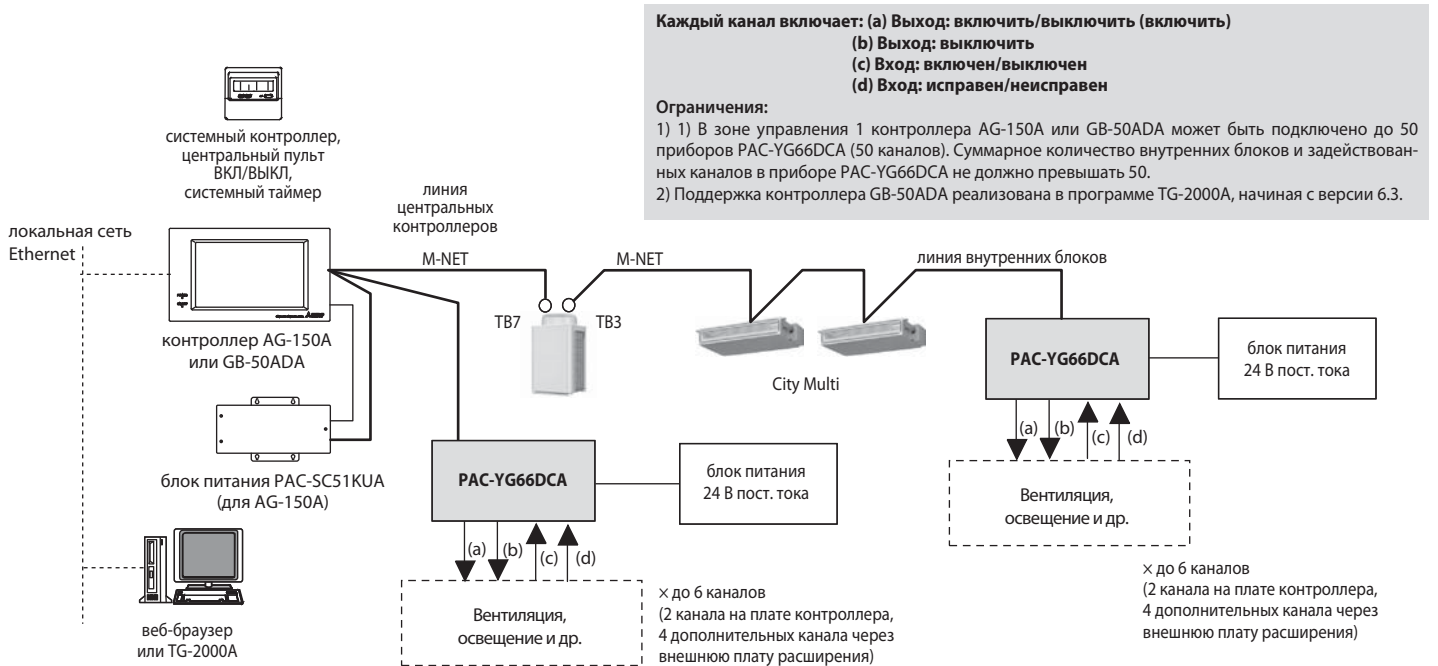 Каждый канал включает: (a) Выход: включить/выключить (включить)
(b) Выход: выключить
(c) Вход: включен/выключен
(d) Вход: исправен/неисправен
Ограничения:
1) 1) В зоне управления 1 контроллера AG-150A или GB-50ADA может быть подключено до 50
приборов PAC-YG66DCA (50 каналов). Суммарное количество внутренних блоков и задействован-
ных каналов в приборе PAC-YG66DCA не должно превышать 50.
2) Поддержка контроллера GB-50ADA реализована в программе TG-2000A, начиная с версии 6.3.
системный контроллер,
центральный пульт
ВКЛ/ВЫКЛ,
системный таймер
локальная сеть
Ethernet
линия
центральных
контроллеров
M-NET
M-NET
линия внутренних блоков
TB7
TB3
контроллер AG-150A
или GB-50ADA
City Multi
PAC-YG66DCA
блок питания
24 В пост. тока
(a)
(b)
(c)
(d)
Вентиляция,
освещение и др.
× до 6 каналов
(2 канала на плате контроллера,
4 дополнительных канала через
внешнюю плату расширения)
блок питания PAC-SC51KUA
(для AG-150A)
PAC-YG66DCA
блок питания
24 В пост. тока
(a)
(b)
(c)
(d)
Вентиляция,
освещение и др.
× до 6 каналов
(2 канала на плате контроллера,
4 дополнительных канала через
внешнюю плату расширения)
веб-браузер
или TG-2000A